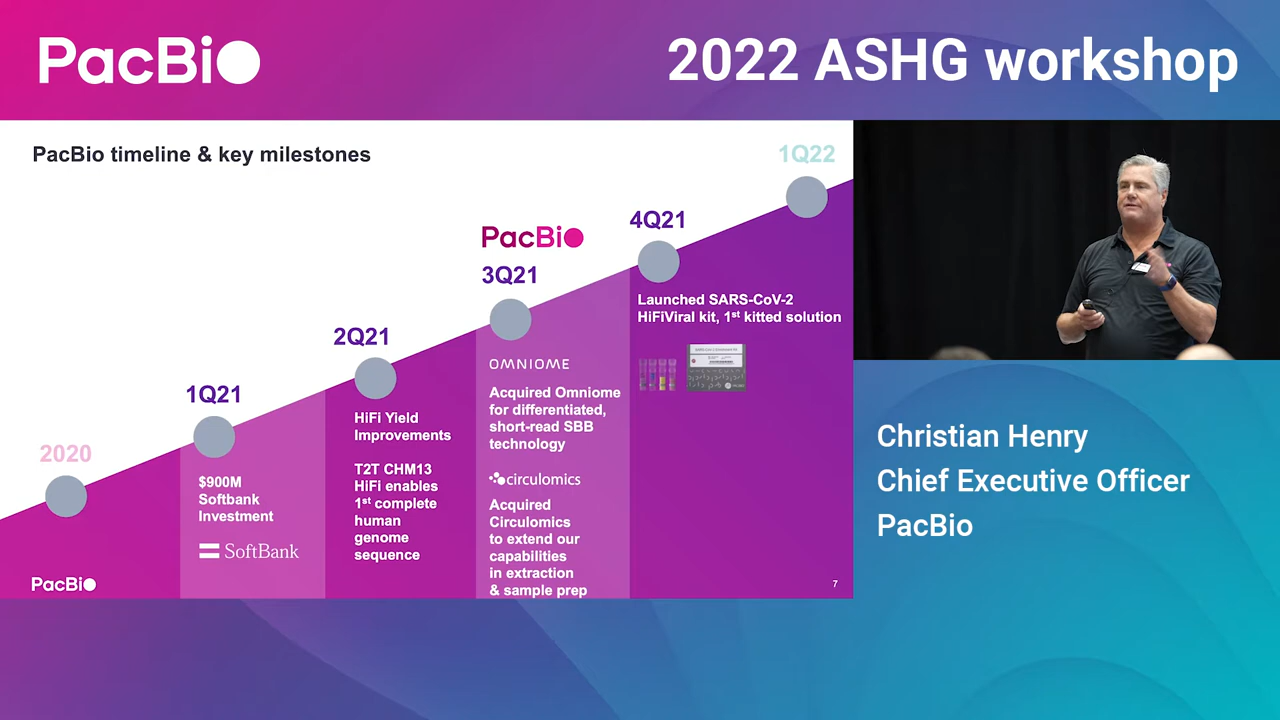 PacBio
2022 ASHG workshop
PacBio timeline & key milestones
2020
1Q21
$900M
Softbank
Investment
SoftBank
2Q21
HiFi Yield
Improvements
T2T CHM13
HiFi enables
1st complete
human
genome
sequence
PacBio
3Q21
OMNIOME
Acquired Omniome
for differentiated,
short-read SBB
technology
circulomics
Acquired
Circulomics
to extend our
capabilities
in extraction
& sample prep
4Q21
Launched SARS-CoV-2
HiFiViral kit, 1st kitted solution
1Q22
PacBio
7
Christian Henry
Chief Executive Officer
PacBio